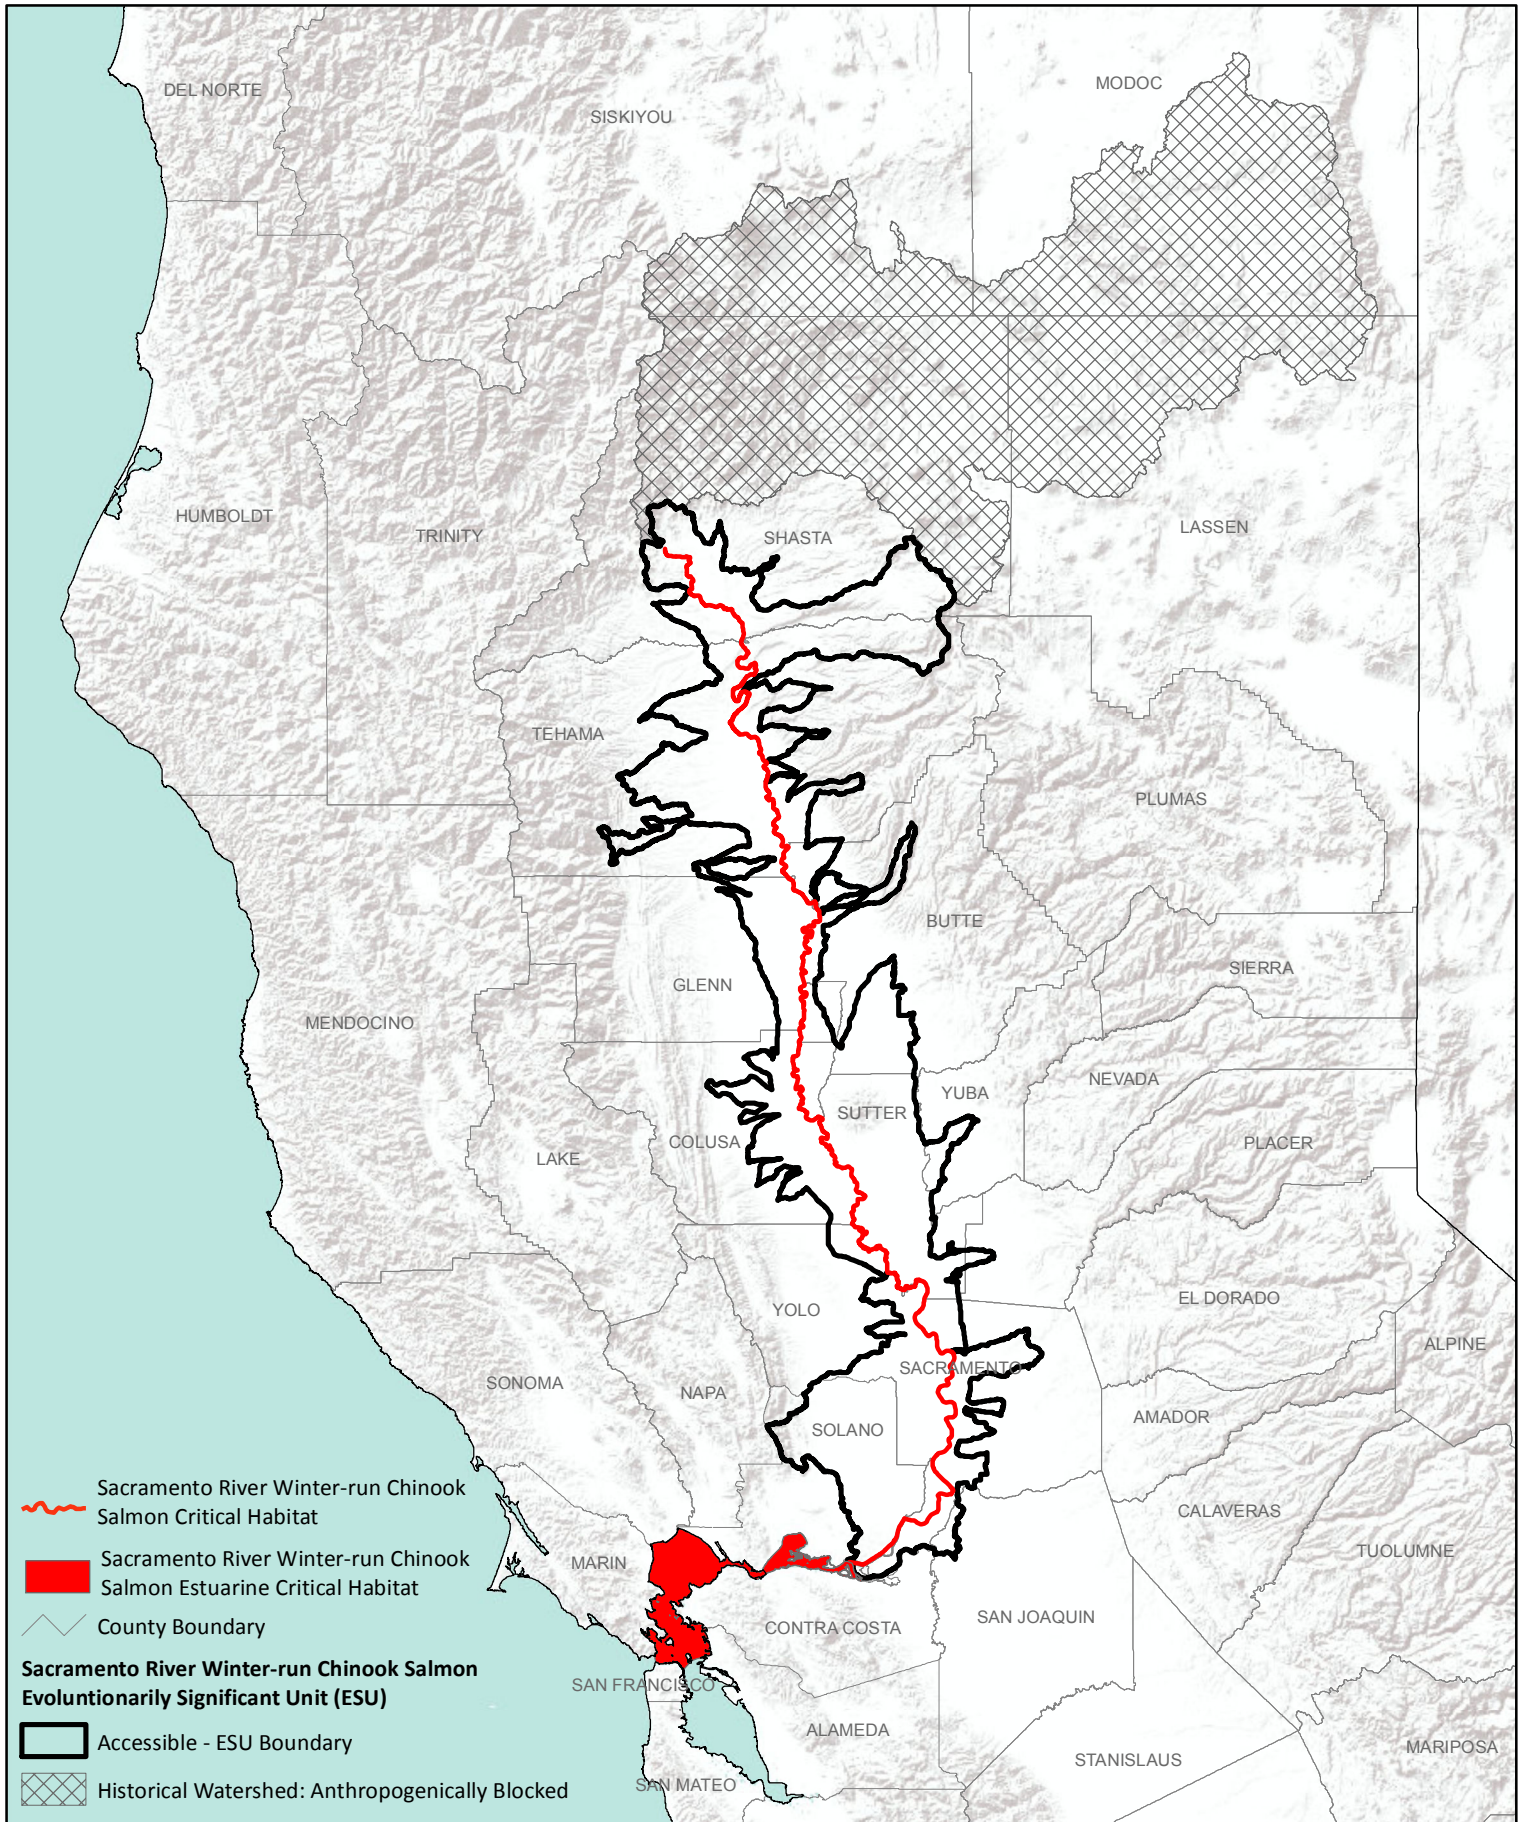 DEL NORTE
SISKIYOU
MODOC
HUMBOLDT
TRINITY
SHASTA
LASSEN
TEHAMA
PLUMAS
BUTTE
SIERRA
GLENN
MENDOCINO
NEVADA
YUBA
SUTTER
COLUSA
PLACER
LAKE
EL DORADO
YOLO
ALPINE
SACRAMENTO
SONOMA
NAPA
AMADOR
SOLANO
CALAVERAS
TUOLUMNE
MARIN
SAN JOAQUIN
CONTRA COSTA
SAN FRANCISCO
ALAMEDA
MARIPOSA
STANISLAUS
SAN MATEO
Sacramento River Winter-run Chinook
Salmon Critical Habitat
Sacramento River Winter-run Chinook
Salmon Estuarine Critical Habitat
County Boundary
Sacramento River Winter-run Chinook Salmon
Evoluntionarily Significant Unit (ESU)
Accessible - ESU Boundary
Historical Watershed: Anthropogenically Blocked